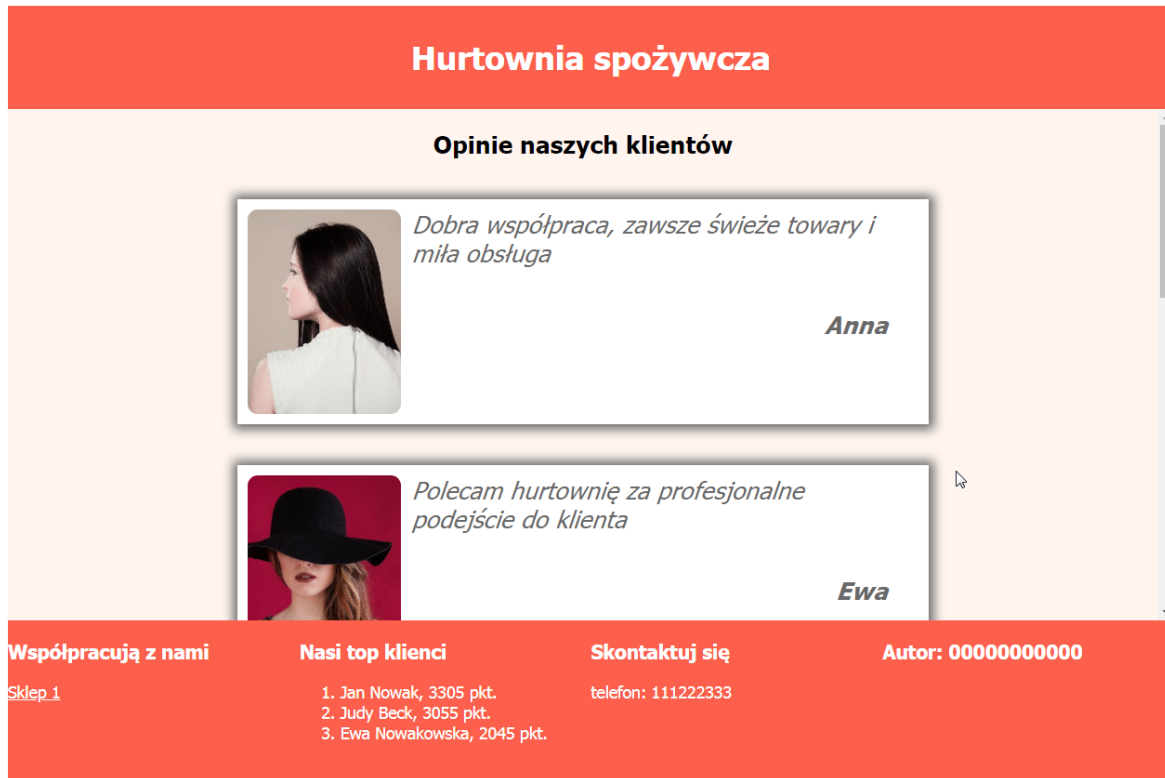 Hurtownia spożywcza
Opinie naszych klientów
Dobra współpraca, zawsze świeże towary i
miła obsługa
Anna
Polecam hurtownię za profesjonalne
podejście do klienta
Ewa
Współpracują z nami
Sklep 1
Nasi top klienci
1. Jan Nowak, 3305 pkt.
2. Judy Beck, 3055 pkt.
3. Ewa Nowakowska, 2045 pkt.
Skontaktuj się
telefon: 111222333
Autor: 00000000000